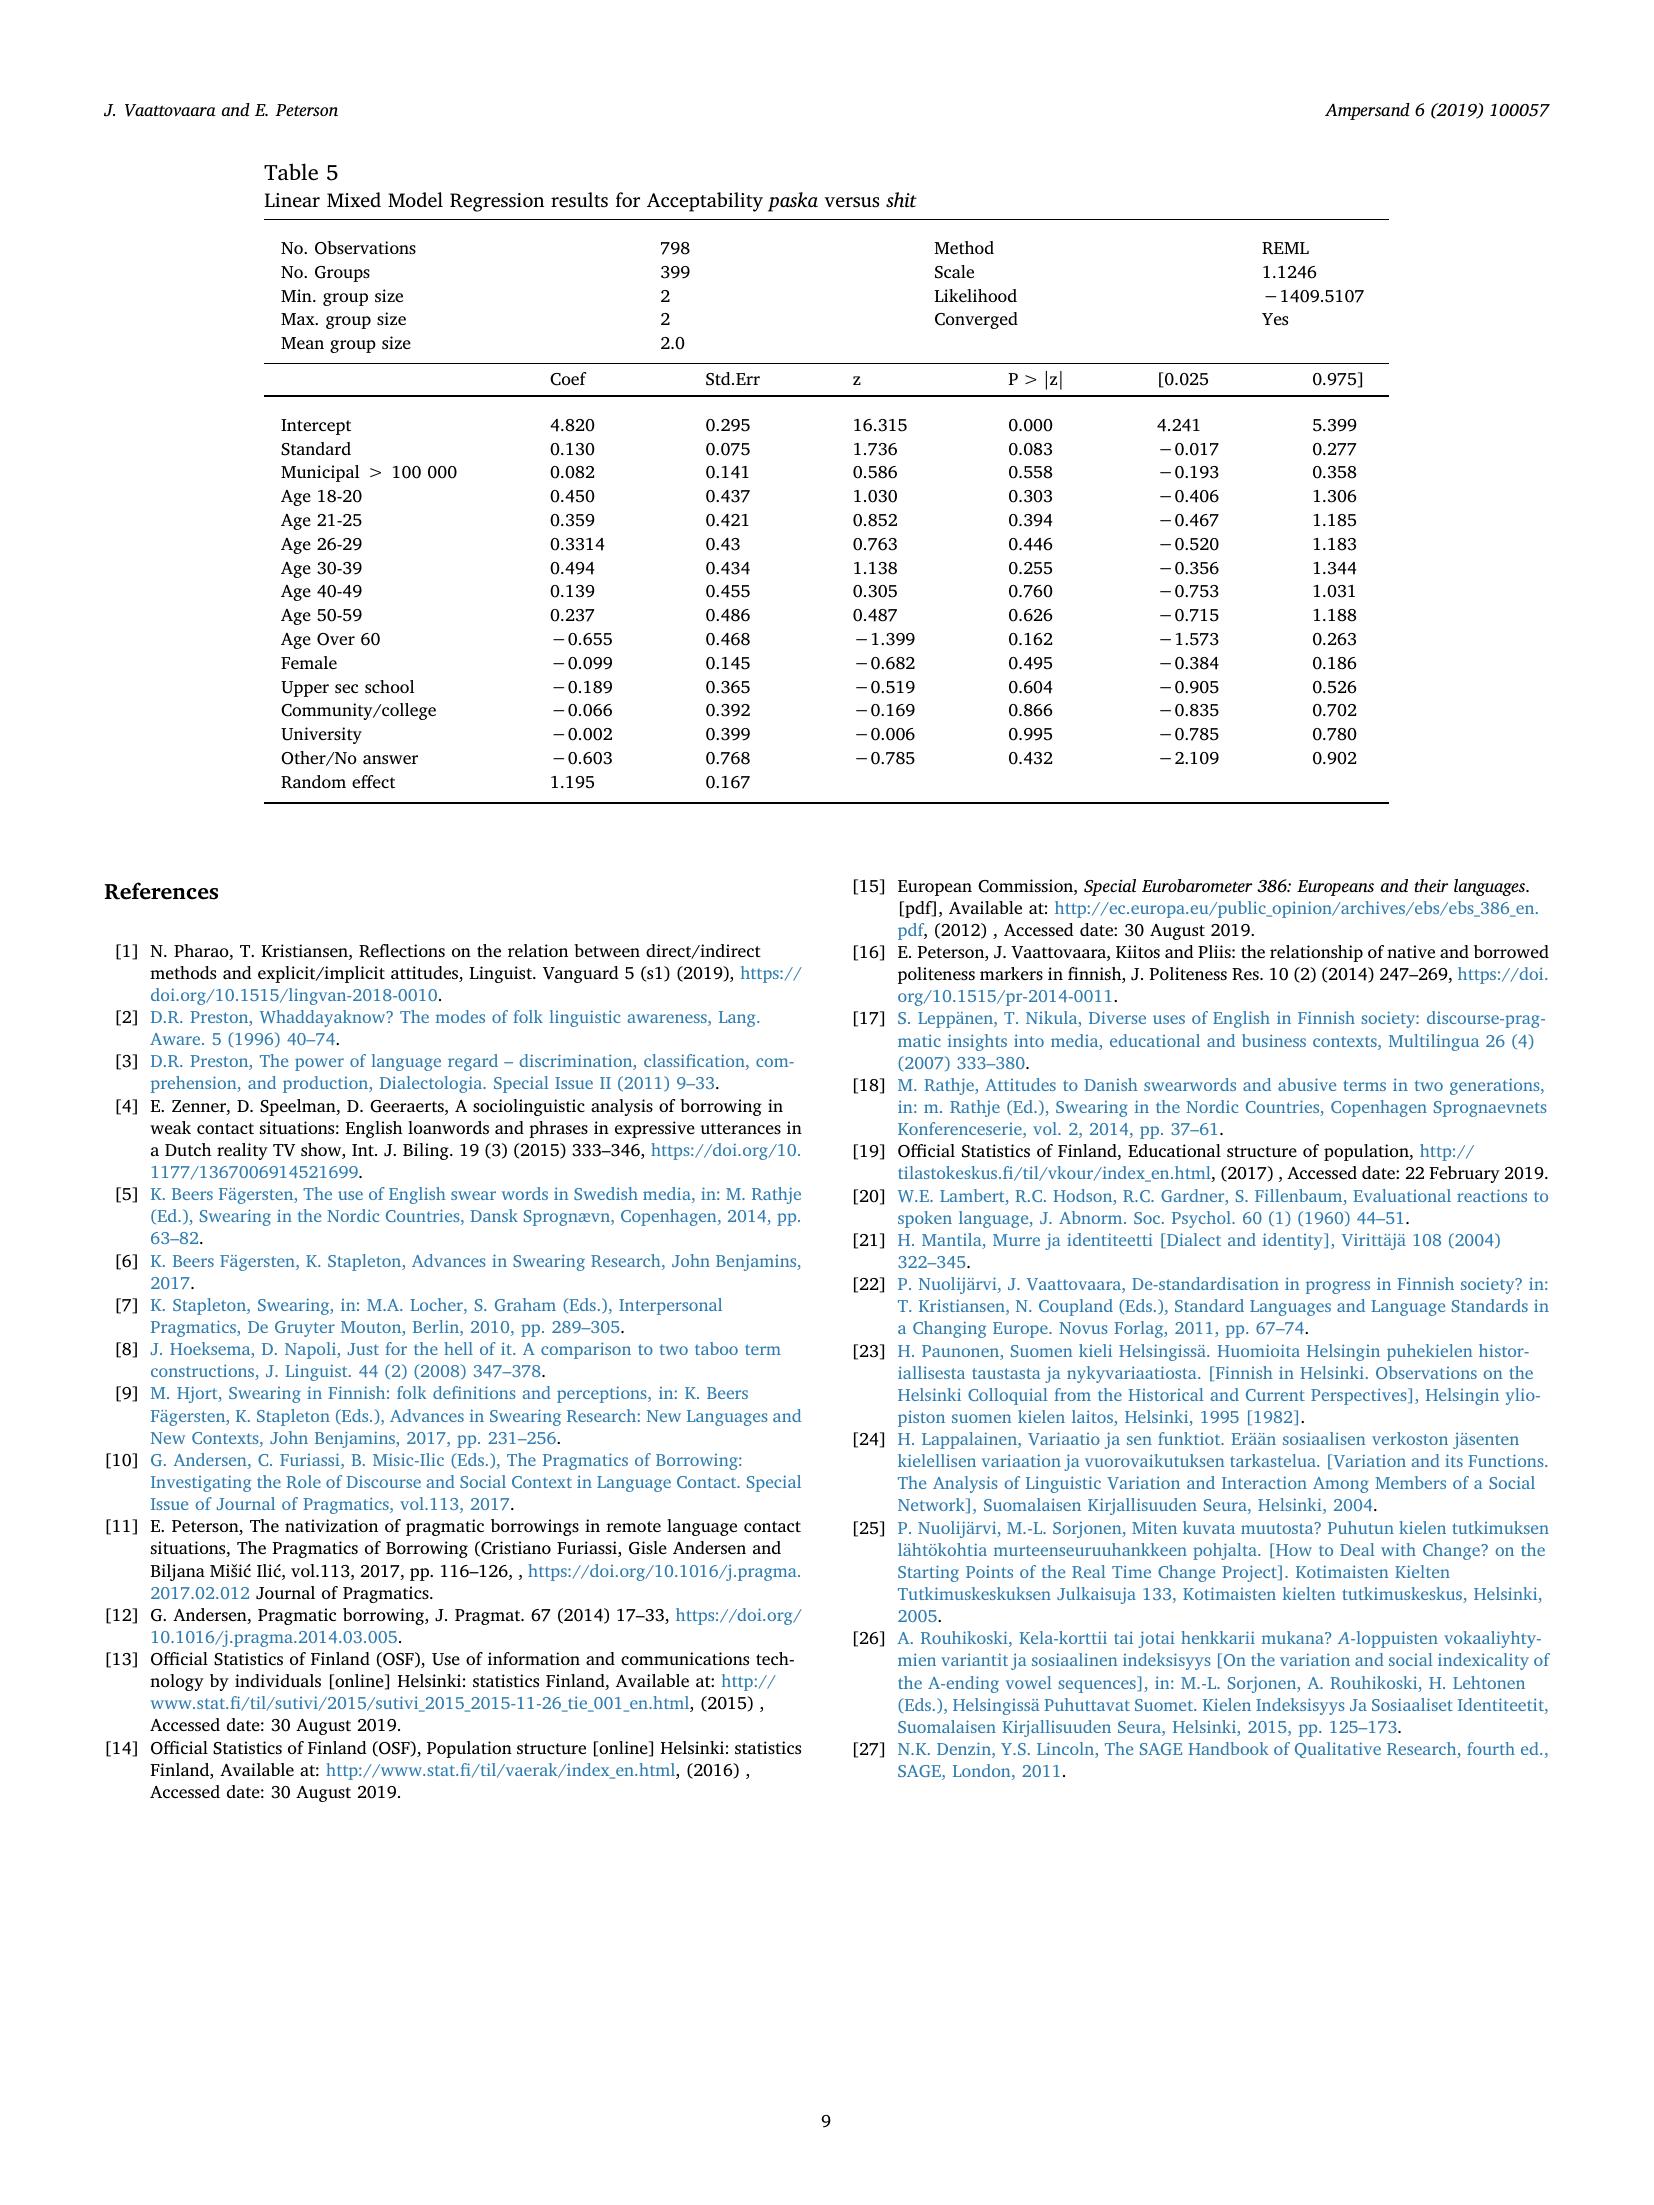 J. Vaattovaara and E. Peterson
Ampersand 6 (2019) 100057
Table 5
Linear Mixed Model Regression results for Acceptability paska versus shit
No. Observations 798 Method REML
No. Groups 399 Scale 1.1246
Min. group size 2 Likelihood −1409.5107
Max. group size 2 Converged Yes
Mean group size 2.0
Coef Std.Err z P > |z| [0.025 0.975]
Intercept 4.820 0.295 16.315 0.000 4.241 5.399
Standard 0.130 0.075 1.736 0.083 −0.017 0.277
Municipal > 100 000 0.082 0.141 0.586 0.558 −0.193 0.358
Age 18-20 0.450 0.437 1.030 0.303 −0.406 1.306
Age 21-25 0.359 0.421 0.852 0.394 −0.467 1.185
Age 26-29 0.3314 0.43 0.763 0.446 −0.520 1.183
Age 30-39 0.494 0.434 1.138 0.255 −0.356 1.344
Age 40-49 0.139 0.455 0.305 0.760 −0.753 1.031
Age 50-59 0.237 0.486 0.487 0.626 −0.715 1.188
Age Over 60 −0.655 0.468 −1.399 0.162 −1.573 0.263
Female −0.099 0.145 −0.682 0.495 −0.384 0.186
Upper sec school −0.189 0.365 −0.519 0.604 −0.905 0.526
Community/college −0.066 0.392 −0.169 0.866 −0.835 0.702
University −0.002 0.399 −0.006 0.995 −0.785 0.780
Other/No answer −0.603 0.768 −0.785 0.432 −2.109 0.902
Random effect 1.195 0.167
References
[1] N. Pharao, T. Kristiansen, Reflections on the relation between direct/indirect
methods and explicit/implicit attitudes, Linguist. Vanguard 5 (s1) (2019), https://
doi.org/10.1515/lingvan-2018-0010.
[2] D.R. Preston, Whaddayaknow? The modes of folk linguistic awareness, Lang.
Aware. 5 (1996) 40–74.
[3] D.R. Preston, The power of language regard – discrimination, classification, com-
prehension, and production, Dialectologia. Special Issue II (2011) 9–33.
[4] E. Zenner, D. Speelman, D. Geeraerts, A sociolinguistic analysis of borrowing in
weak contact situations: English loanwords and phrases in expressive utterances in
a Dutch reality TV show, Int. J. Biling. 19 (3) (2015) 333–346, https://doi.org/10.
1177/1367006914521699.
[5] K. Beers Fägersten, The use of English swear words in Swedish media, in: M. Rathje
(Ed.), Swearing in the Nordic Countries, Dansk Sprognævn, Copenhagen, 2014, pp.
63–82.
[6] K. Beers Fägersten, K. Stapleton, Advances in Swearing Research, John Benjamins,
2017.
[7] K. Stapleton, Swearing, in: M.A. Locher, S. Graham (Eds.), Interpersonal
Pragmatics, De Gruyter Mouton, Berlin, 2010, pp. 289–305.
[8] J. Hoeksema, D. Napoli, Just for the hell of it. A comparison to two taboo term
constructions, J. Linguist. 44 (2) (2008) 347–378.
[9] M. Hjort, Swearing in Finnish: folk definitions and perceptions, in: K. Beers
Fägersten, K. Stapleton (Eds.), Advances in Swearing Research: New Languages and
New Contexts, John Benjamins, 2017, pp. 231–256.
[10] G. Andersen, C. Furiassi, B. Misic-Ilic (Eds.), The Pragmatics of Borrowing:
Investigating the Role of Discourse and Social Context in Language Contact. Special
Issue of Journal of Pragmatics, vol.113, 2017.
[11] E. Peterson, The nativization of pragmatic borrowings in remote language contact
situations, The Pragmatics of Borrowing (Cristiano Furiassi, Gisle Andersen and
Biljana Mišić Ilić, vol.113, 2017, pp. 116–126, , https://doi.org/10.1016/j.pragma.
2017.02.012 Journal of Pragmatics.
[12] G. Andersen, Pragmatic borrowing, J. Pragmat. 67 (2014) 17–33, https://doi.org/
10.1016/j.pragma.2014.03.005.
[13] Official Statistics of Finland (OSF), Use of information and communications tech-
nology by individuals [online] Helsinki: statistics Finland, Available at: http://
www.stat.fi/til/sutivi/2015/sutivi_2015_2015-11-26_tie_001_en.html, (2015) ,
Accessed date: 30 August 2019.
[14] Official Statistics of Finland (OSF), Population structure [online] Helsinki: statistics
Finland, Available at: http://www.stat.fi/til/vaerak/index_en.html, (2016) ,
Accessed date: 30 August 2019.
[15] European Commission, Special Eurobarometer 386: Europeans and their languages.
[pdf], Available at: http://ec.europa.eu/public_opinion/archives/ebs/ebs_386_en.
pdf, (2012) , Accessed date: 30 August 2019.
[16] E. Peterson, J. Vaattovaara, Kiitos and Pliis: the relationship of native and borrowed
politeness markers in finnish, J. Politeness Res. 10 (2) (2014) 247–269, https://doi.
org/10.1515/pr-2014-0011.
[17] S. Leppänen, T. Nikula, Diverse uses of English in Finnish society: discourse-prag-
matic insights into media, educational and business contexts, Multilingua 26 (4)
(2007) 333–380.
[18] M. Rathje, Attitudes to Danish swearwords and abusive terms in two generations,
in: m. Rathje (Ed.), Swearing in the Nordic Countries, Copenhagen Sprognaevnets
Konferenceserie, vol. 2, 2014, pp. 37–61.
[19] Official Statistics of Finland, Educational structure of population, http://
tilastokeskus.fi/til/vkour/index_en.html, (2017) , Accessed date: 22 February 2019.
[20] W.E. Lambert, R.C. Hodson, R.C. Gardner, S. Fillenbaum, Evaluational reactions to
spoken language, J. Abnorm. Soc. Psychol. 60 (1) (1960) 44–51.
[21] H. Mantila, Murre ja identiteetti [Dialect and identity], Virittäjä 108 (2004)
322–345.
[22] P. Nuolijärvi, J. Vaattovaara, De-standardisation in progress in Finnish society? in:
T. Kristiansen, N. Coupland (Eds.), Standard Languages and Language Standards in
a Changing Europe. Novus Forlag, 2011, pp. 67–74.
[23] H. Paunonen, Suomen kieli Helsingissä. Huomioita Helsingin puhekielen histor-
iallisesta taustasta ja nykyvariaatiosta. [Finnish in Helsinki. Observations on the
Helsinki Colloquial from the Historical and Current Perspectives], Helsingin ylio-
piston suomen kielen laitos, Helsinki, 1995 [1982].
[24] H. Lappalainen, Variaatio ja sen funktiot. Erään sosiaalisen verkoston jäsenten
kielellisen variaation ja vuorovaikutuksen tarkastelua. [Variation and its Functions.
The Analysis of Linguistic Variation and Interaction Among Members of a Social
Network], Suomalaisen Kirjallisuuden Seura, Helsinki, 2004.
[25] P. Nuolijärvi, M.-L. Sorjonen, Miten kuvata muutosta? Puhutun kielen tutkimuksen
lähtökohtia murteenseuruuhankkeen pohjalta. [How to Deal with Change? on the
Starting Points of the Real Time Change Project]. Kotimaisten Kielten
Tutkimuskeskuksen Julkaisuja 133, Kotimaisten kielten tutkimuskeskus, Helsinki,
2005.
[26] A. Rouhikoski, Kela-korttii tai jotai henkkarii mukana? A-loppuisten vokaaliyhty-
mien variantit ja sosiaalinen indeksisyys [On the variation and social indexicality of
the A-ending vowel sequences], in: M.-L. Sorjonen, A. Rouhikoski, H. Lehtonen
(Eds.), Helsingissä Puhuttavat Suomet. Kielen Indeksisyys Ja Sosiaaliset Identiteetit,
Suomalaisen Kirjallisuuden Seura, Helsinki, 2015, pp. 125–173.
[27] N.K. Denzin, Y.S. Lincoln, The SAGE Handbook of Qualitative Research, fourth ed.,
SAGE, London, 2011.
9